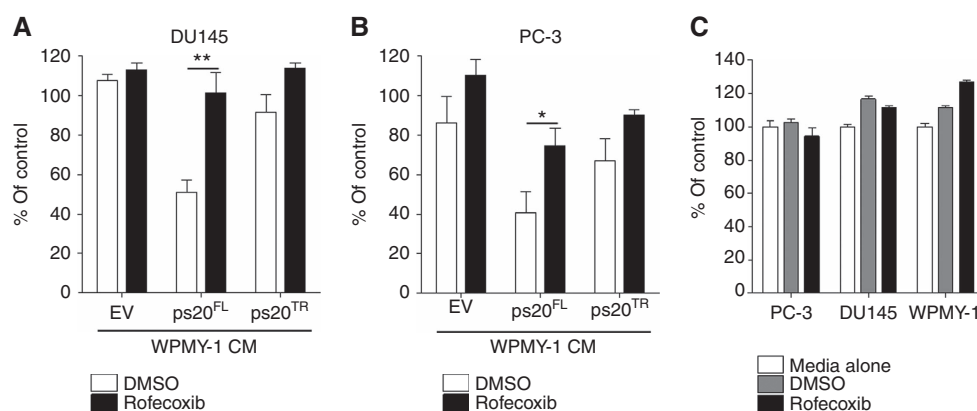 A
DU145
% Of control
120
100
80
60
40
20
0
**
EV ps20FL ps20TR
WPMY-1 CM
DMSO
Rofecoxib
B
PC-3
% Of control
120
100
80
60
40
20
0
*
EV ps20FL ps20TR
WPMY-1 CM
DMSO
Rofecoxib
C
% Of control
140
120
100
80
60
40
20
0
PC-3 DU145 WPMY-1
Media alone
DMSO
Rofecoxib